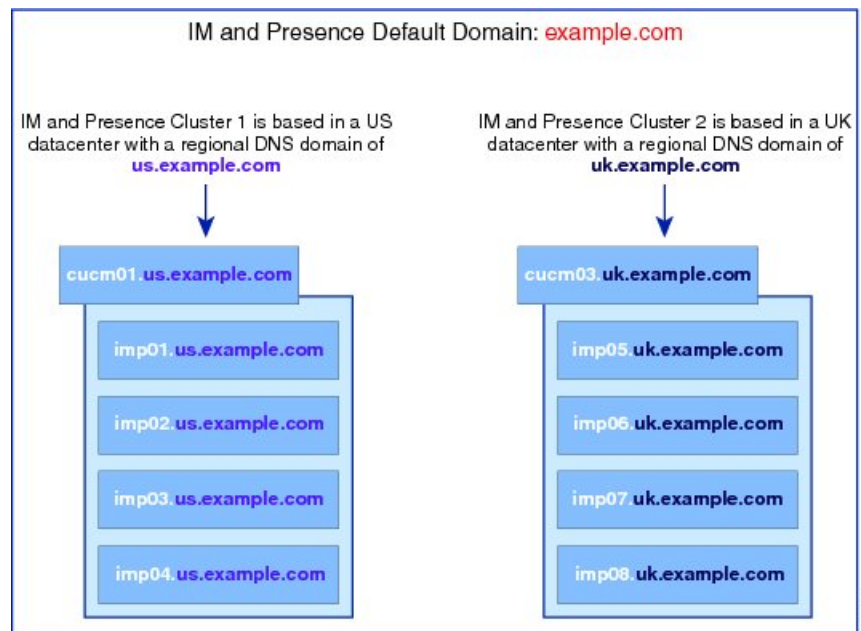 IM and Presence Default Domain: example.com
IM and Presence Cluster 1 is based in a US
datacenter with a regional DNS domain of
us.example.com
cucm01.us.example.com
imp01.us.example.com
imp02.us.example.com
imp03.us.example.com
imp04.us.example.com
IM and Presence Cluster 2 is based in a UK
datacenter with a regional DNS domain of
uk.example.com
cucm03.uk.example.com
imp05.uk.example.com
imp06.uk.example.com
imp07.uk.example.com
imp08.uk.example.com